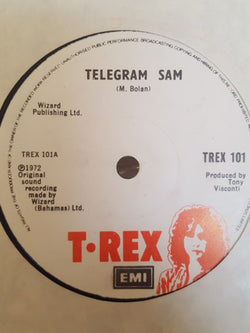 TELEGRAM SAM
(M. Bolan)
Wizard
Publishing Ltd.
TREX 101A
TREX 101
℗1972
Original
sound
recording
made by
Wizard
(Bahamas) Ltd.
Produced by
Tony
Visconti
T•REX
EMI